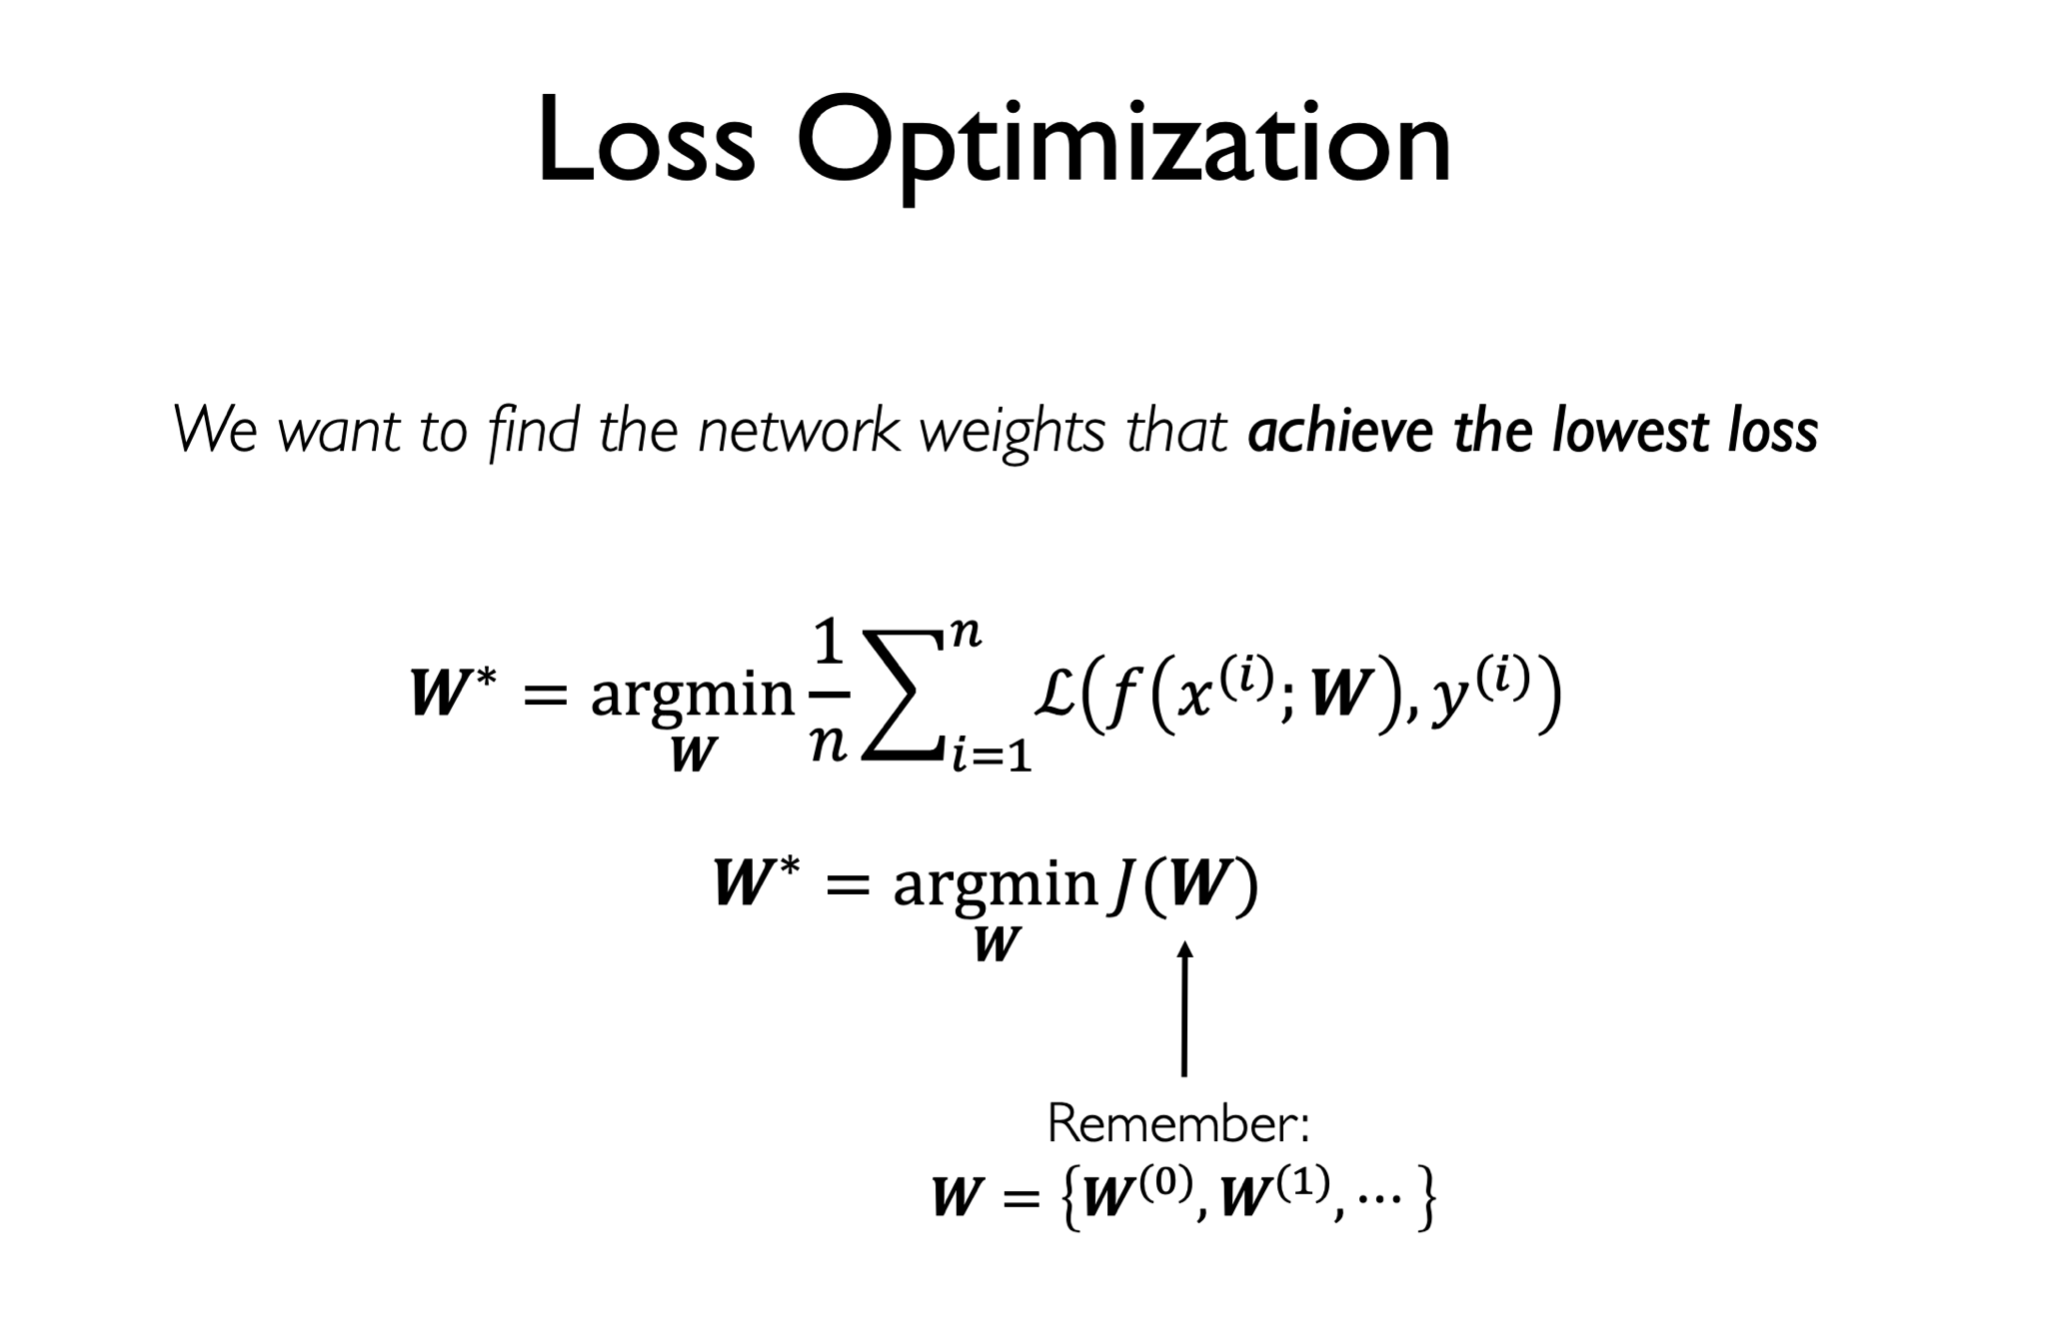 Loss Optimization
We want to find the network weights that achieve the lowest loss
W* = argmin_W 1/n ∑_{i=1}^{n} ℒ(f(x^{(i)}; W), y^{(i)})
W* = argmin_W J(W)
Remember:
W = {W^{(0)}, W^{(1)}, ⋯}